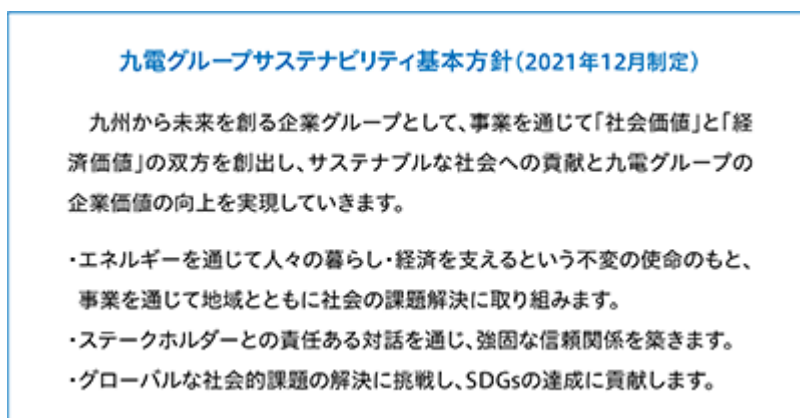 九電グループサステナビリティ基本方針(2021年12月制定)
九州から未来を創る企業グループとして、事業を通じて「社会価値」と「経
済価値」の双方を創出し、サステナブルな社会への貢献と九電グループの
企業価値の向上を実現していきます。
・エネルギーを通じて人々の暮らし・経済を支えるという不変の使命のもと、
事業を通じて地域とともに社会の課題解決に取り組みます。
・ステークホルダーとの責任ある対話を通じ、強固な信頼関係を築きます。
・グローバルな社会的課題の解決に挑戦し、SDGsの達成に貢献します。